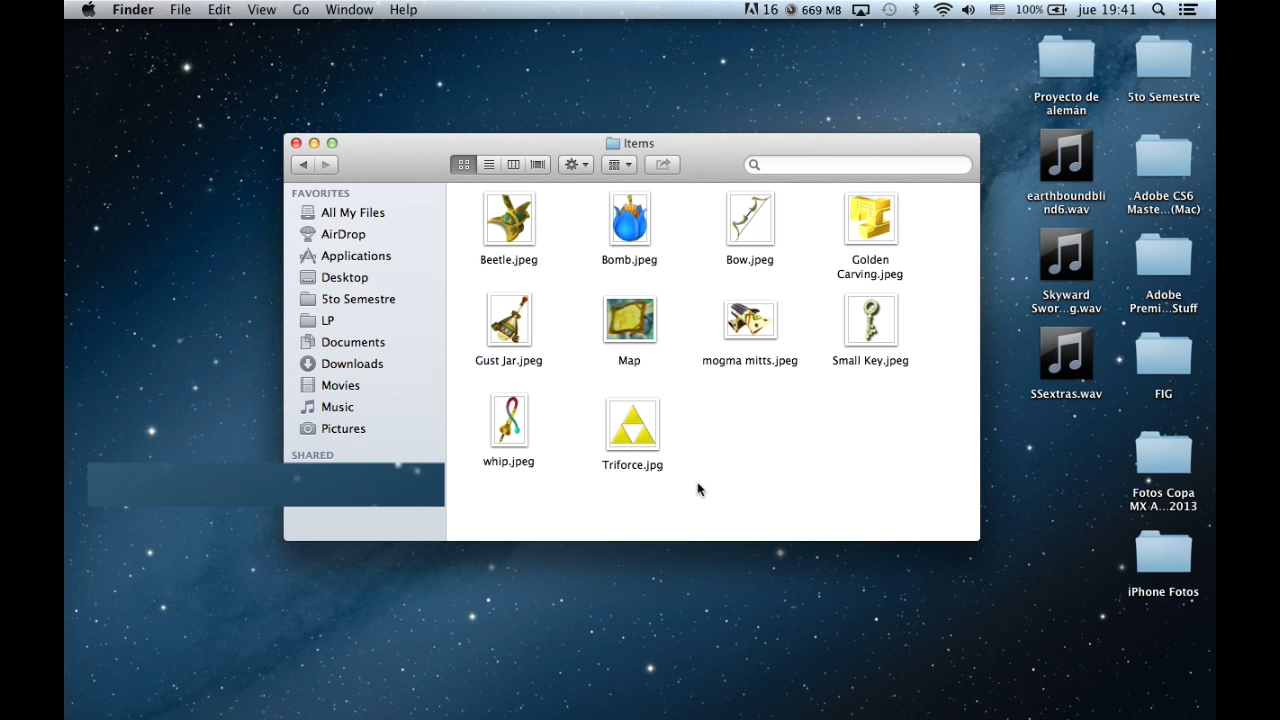 Finder File Edit View Go Window Help 16 669 MB 100% jue 19:41
Items
FAVORITES
All My Files
AirDrop
Applications
Desktop
5to Semestre
LP
Documents
Downloads
Movies
Music
Pictures
SHARED
Beetle.jpeg
Bomb.jpeg
Bow.jpeg
Golden
Carving.jpeg
Gust Jar.jpeg
Map
mogma mitts.jpeg
Small Key.jpeg
whip.jpeg
Triforce.jpg
Proyecto de
alemán
5to Semestre
earthboundbli
nd6.wav
Adobe CS6
Maste...(Mac)
Skyward
Swor...g.wav
Adobe
Premi...Stuff
SSextras.wav
FIG
Fotos Copa
MX A...2013
iPhone Fotos